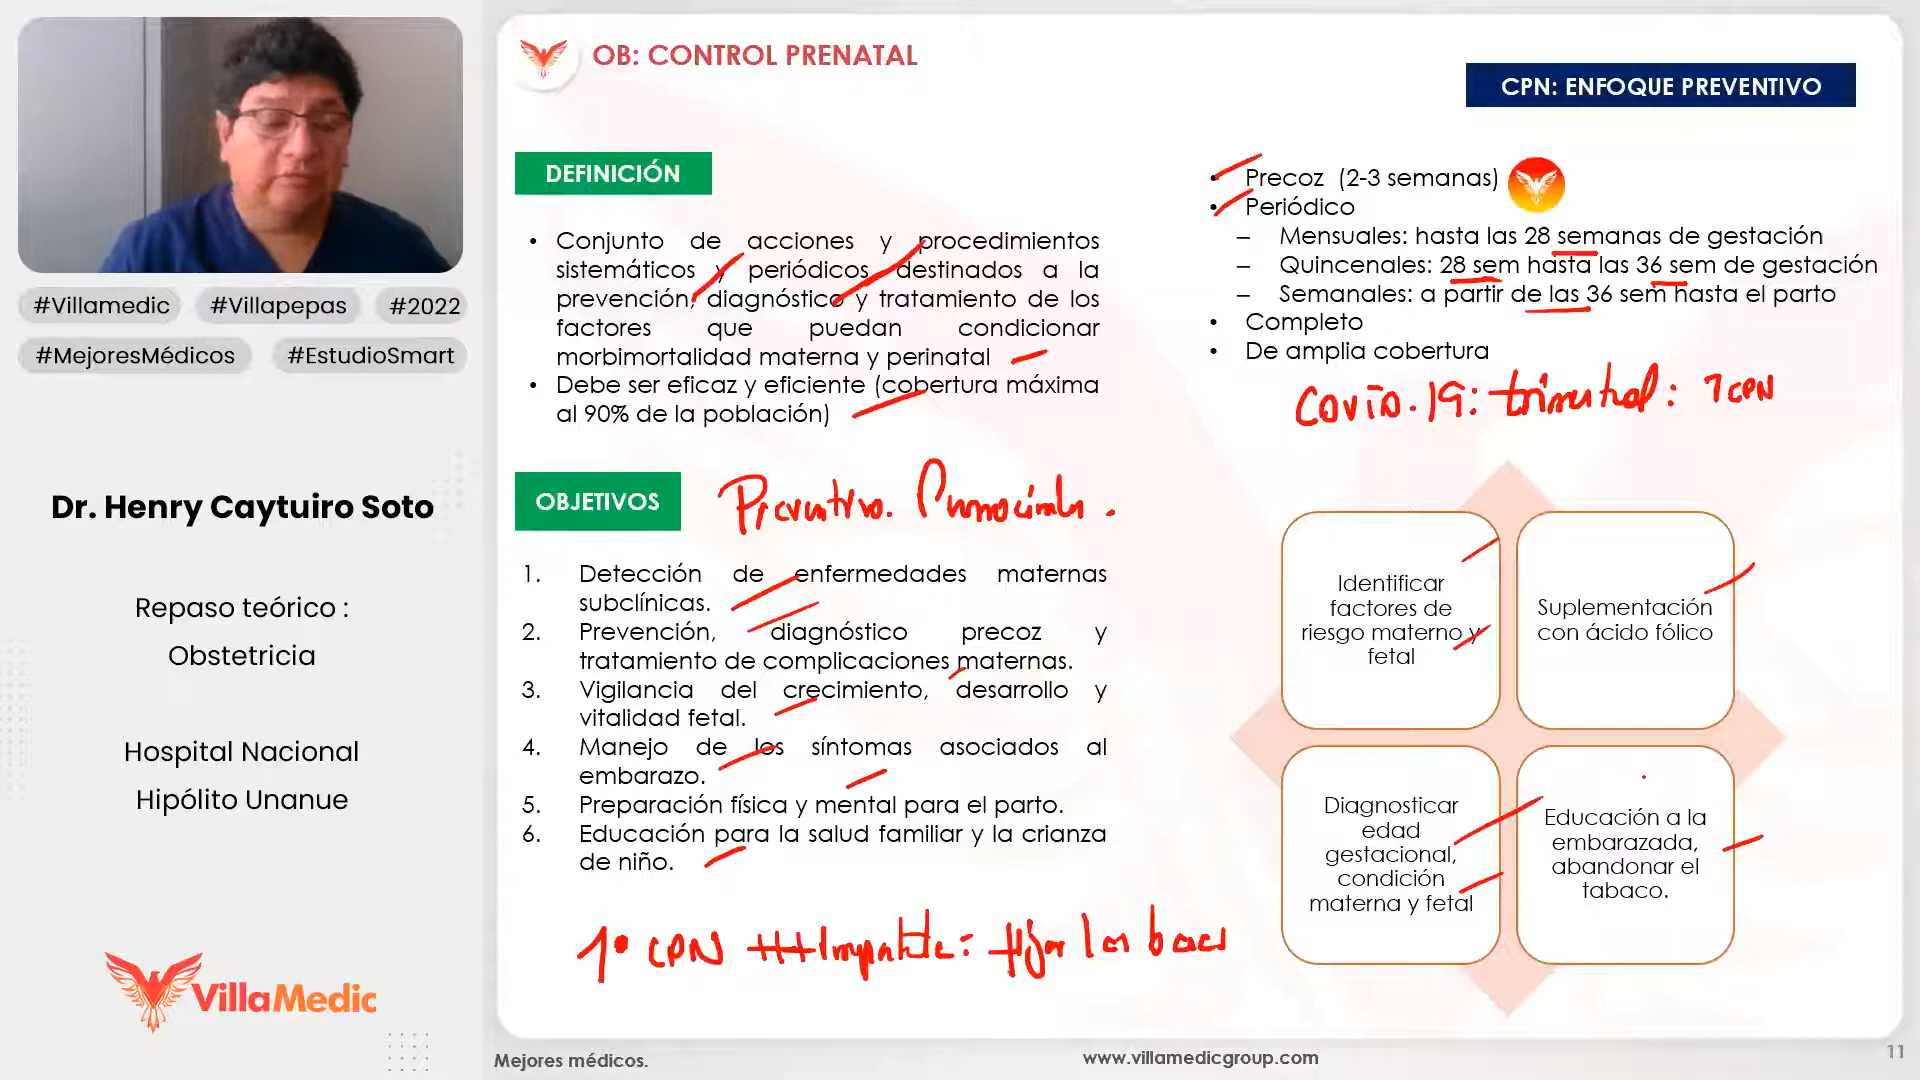 #Villamedic
#Villapepas
#2022
#MejoresMédicos
#EstudioSmart
Dr. Henry Caytuiro Soto
Repaso teórico :
Obstetricia
Hospital Nacional
Hipólito Unanue
VillaMedic
OB: CONTROL PRENATAL
DEFINICIÓN
• Conjunto de acciones y procedimientos
sistemáticos y periódicos destinados a la
prevención, diagnóstico y tratamiento de los
factores que puedan condicionar
morbimortalidad materna y perinatal
• Debe ser eficaz y eficiente (cobertura máxima
al 90% de la población)
OBJETIVOS
Preventivo.
1. Detección de enfermedades maternas
subclínicas.
2. Prevención, diagnóstico precoz y
tratamiento de complicaciones maternas.
3. Vigilancia del crecimiento, desarrollo y
vitalidad fetal.
4. Manejo de los síntomas asociados al
embarazo.
5. Preparación física y mental para el parto.
6. Educación para la salud familiar y la crianza
de niño.
1º CPN +++
CPN: ENFOQUE PREVENTIVO
• Precoz (2-3 semanas)
• Periódico
– Mensuales: hasta las 28 semanas de gestación
– Quincenales: 28 sem hasta las 36 sem de gestación
– Semanales: a partir de las 36 sem hasta el parto
• Completo
• De amplia cobertura
COVID.19: trimestral: CPN
Identificar
factores de
riesgo materno y
fetal
Suplementación
con ácido fólico
Diagnosticar
edad
gestacional,
condición
materna y fetal
Educación a la
embarazada,
abandonar el
tabaco.
Mejores médicos.
www.villamedicgroup.com
11